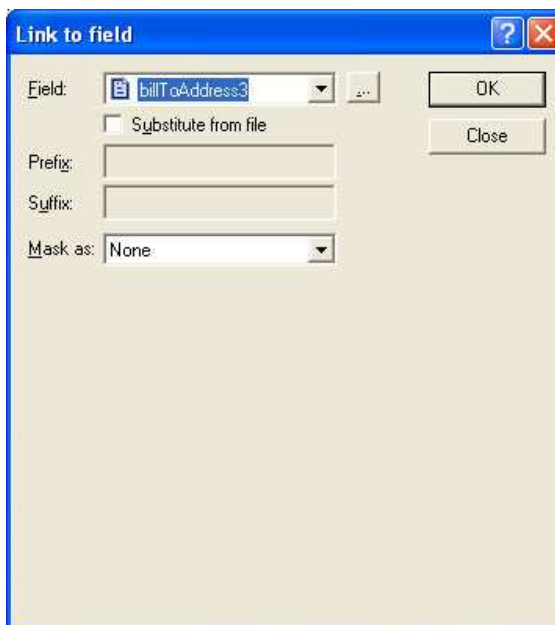 Link to field
Field: billToAddress3 ... OK
Substitute from file
Close
Prefix:
Suffix:
Mask as: None